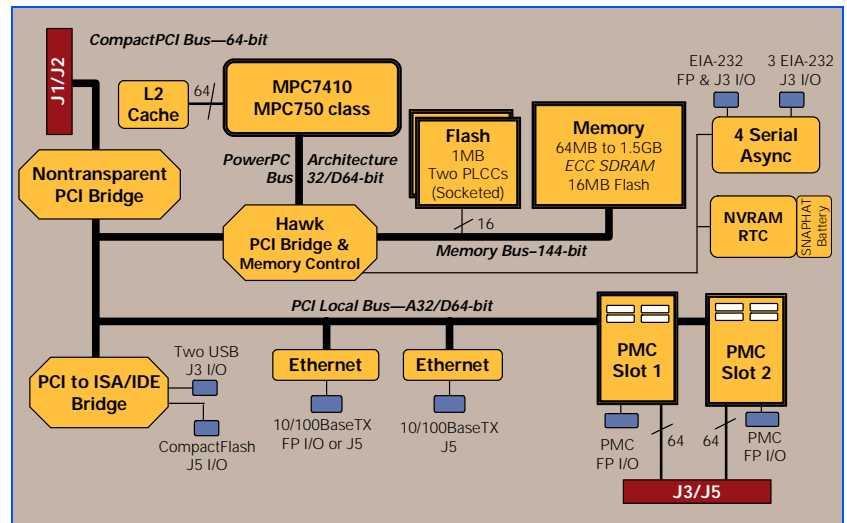 CompactPCI Bus—64-bit
J1/J2
L2
Cache
64
MPC7410
MPC750 class
PowerPC
Bus
Architecture
32/D64-bit
Flash
1MB
Two PLCCs
(Socketed)
16
Memory
64MB to 1.5GB
ECC SDRAM
16MB Flash
EIA-232
FP & J3 I/O
3 EIA-232
J3 I/O
4 Serial
Async
NVRAM
RTC
SNAPHAT
Battery
Nontransparent
PCI Bridge
Hawk
PCI Bridge &
Memory Control
Memory Bus–144-bit
PCI Local Bus—A32/D64-bit
PCI to ISA/IDE
Bridge
Two USB
J3 I/O
CompactFlash
J5 I/O
Ethernet
10/100BaseTX
FP I/O or J5
Ethernet
10/100BaseTX
J5
PMC
Slot 1
PMC
Slot 2
PMC
FP I/O
64
64
PMC
FP I/O
J3/J5